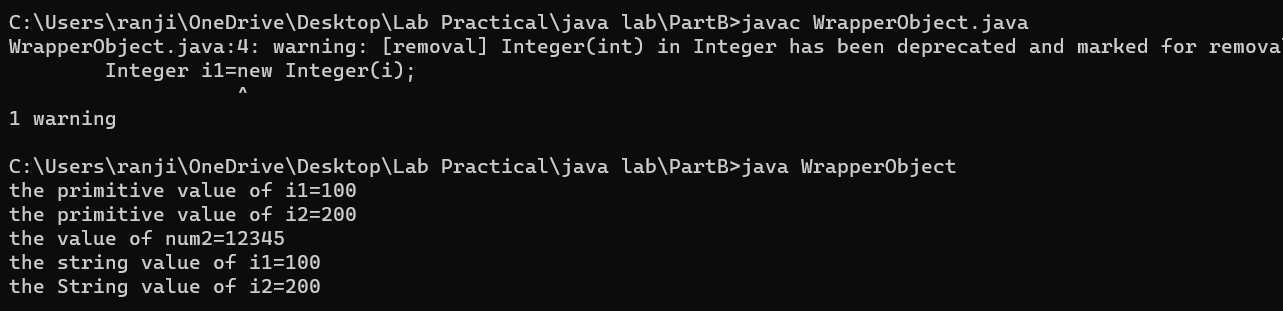 C:\Users\ranji\OneDrive\Desktop\Lab Practical\java lab\PartB>javac WrapperObject.java
WrapperObject.java:4: warning: [removal] Integer(int) in Integer has been deprecated and marked for remova
Integer i1=new Integer(i);
^
1 warning
C:\Users\ranji\OneDrive\Desktop\Lab Practical\java lab\PartB>java WrapperObject
the primitive value of i1=100
the primitive value of i2=200
the value of num2=12345
the string value of i1=100
the String value of i2=200